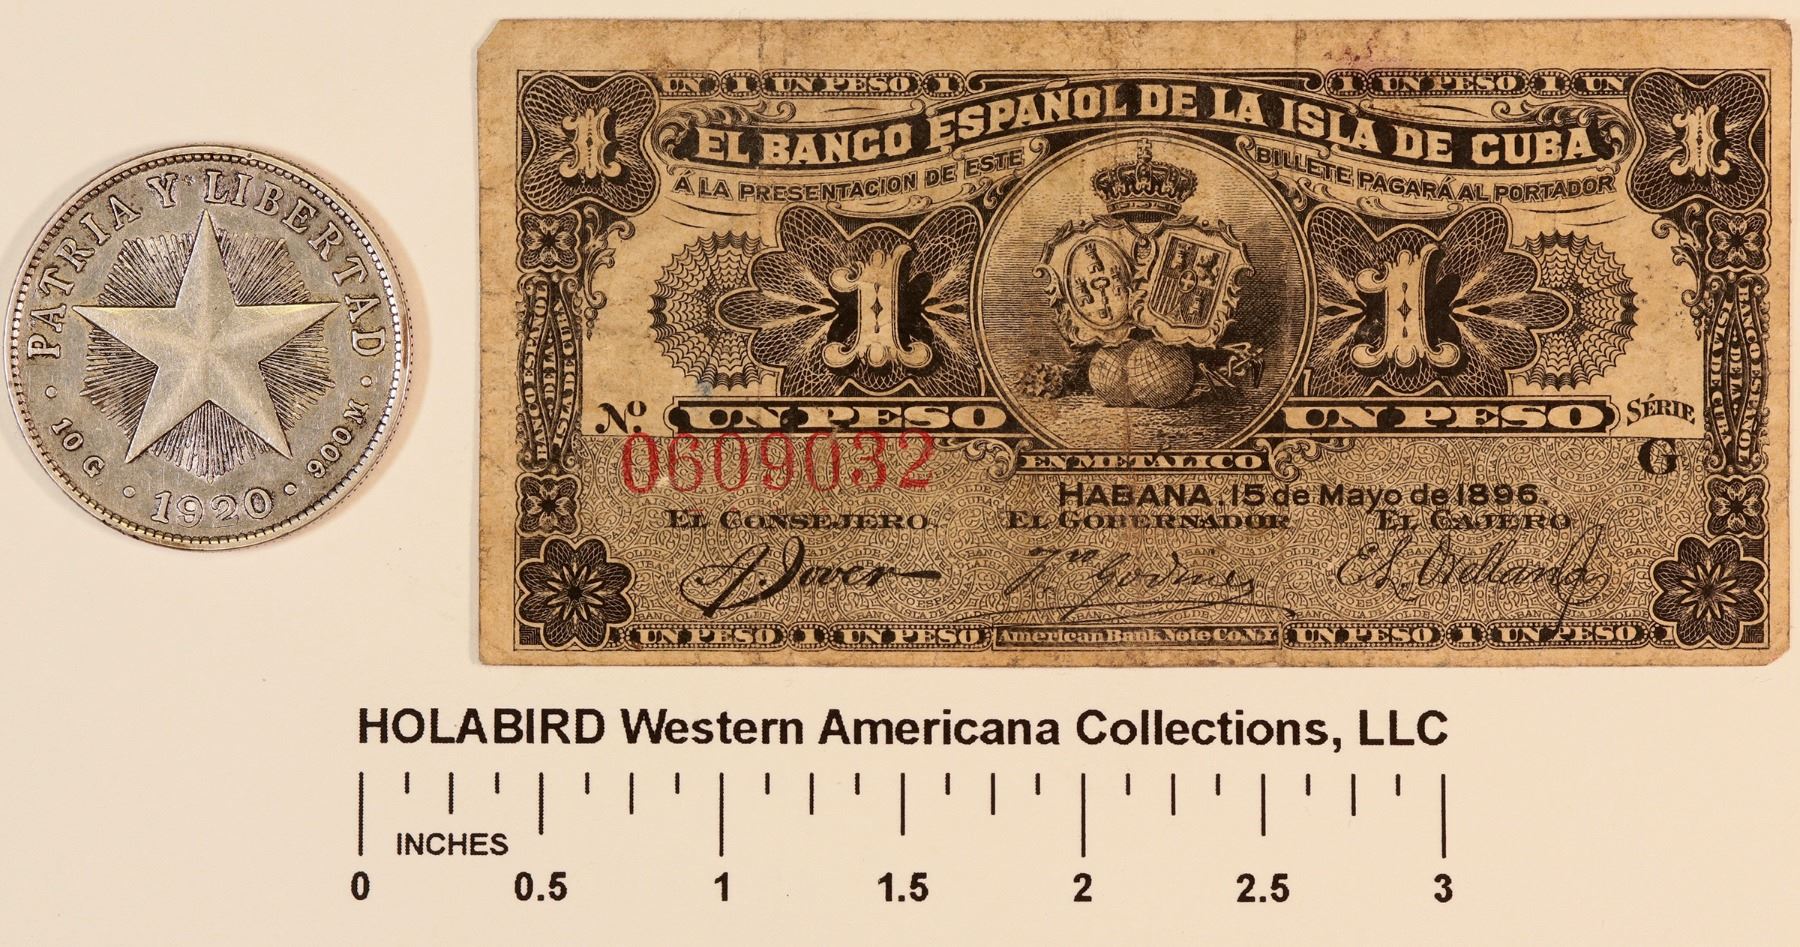 PATRIA Y LIBERTAD
10 G. 1920 900 M
UN 1 UN PESO 1
1 UN PESO 1 UN
1
1
EL BANCO ESPAÑOL DE LA ISLA DE CUBA
Á LA PRESENTACION DE ESTE BILLETE PAGARÁ AL PORTADOR
1
1
Nº. UN PESO
UN PESO SÉRIE
0609032
G
EN METÁLICO
HABANA, 15 de Mayo de 1896.
EL CONSEJERO
EL GOBERNADOR
EL CAJERO
UN PESO 1 UN PESO
American Bank Note Co. N.Y.
UN PESO 1 UN PESO
HOLABIRD Western Americana Collections, LLC
INCHES
0 0.5 1 1.5 2 2.5 3